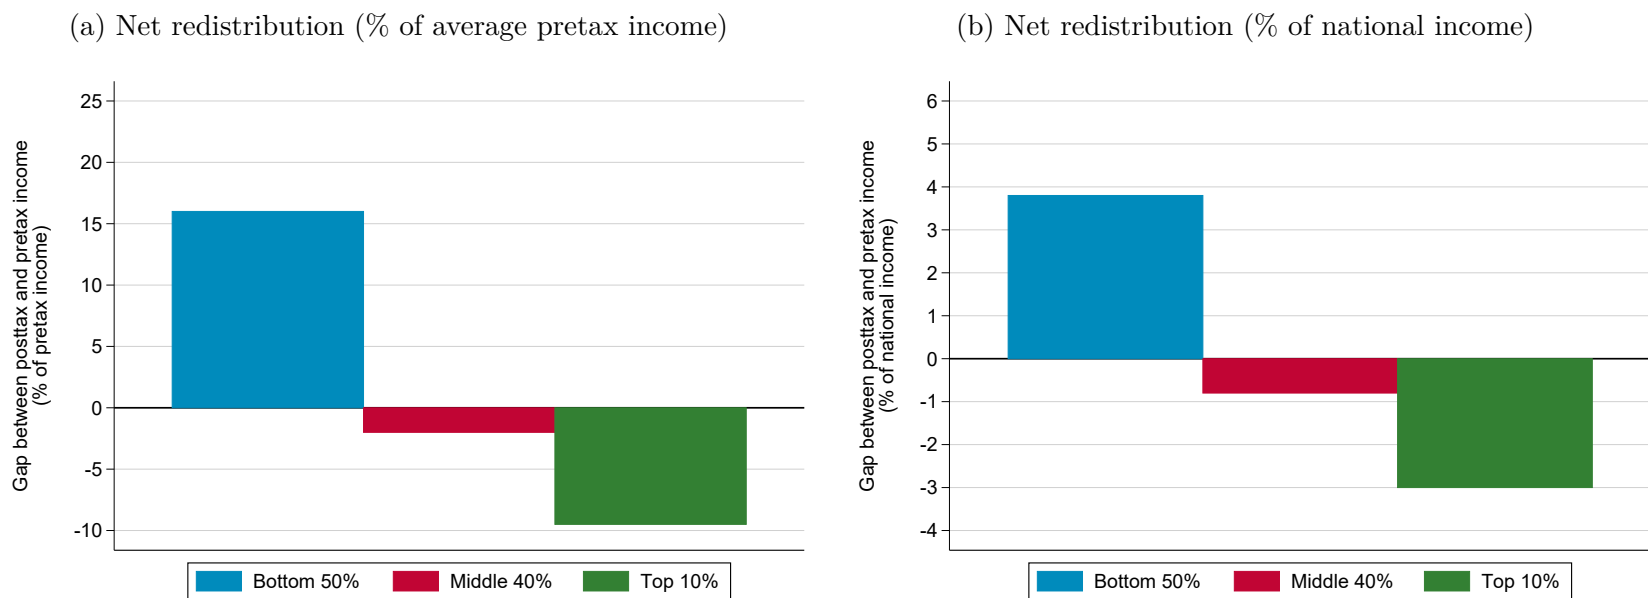 (a) Net redistribution (% of average pretax income)
Gap between posttax and pretax income
(% of pretax income)
25
20
15
10
5
0
-5
-10
Bottom 50% Middle 40% Top 10%
(b) Net redistribution (% of national income)
Gap between posttax and pretax income
(% of national income)
6
5
4
3
2
1
0
-1
-2
-3
-4
Bottom 50% Middle 40% Top 10%